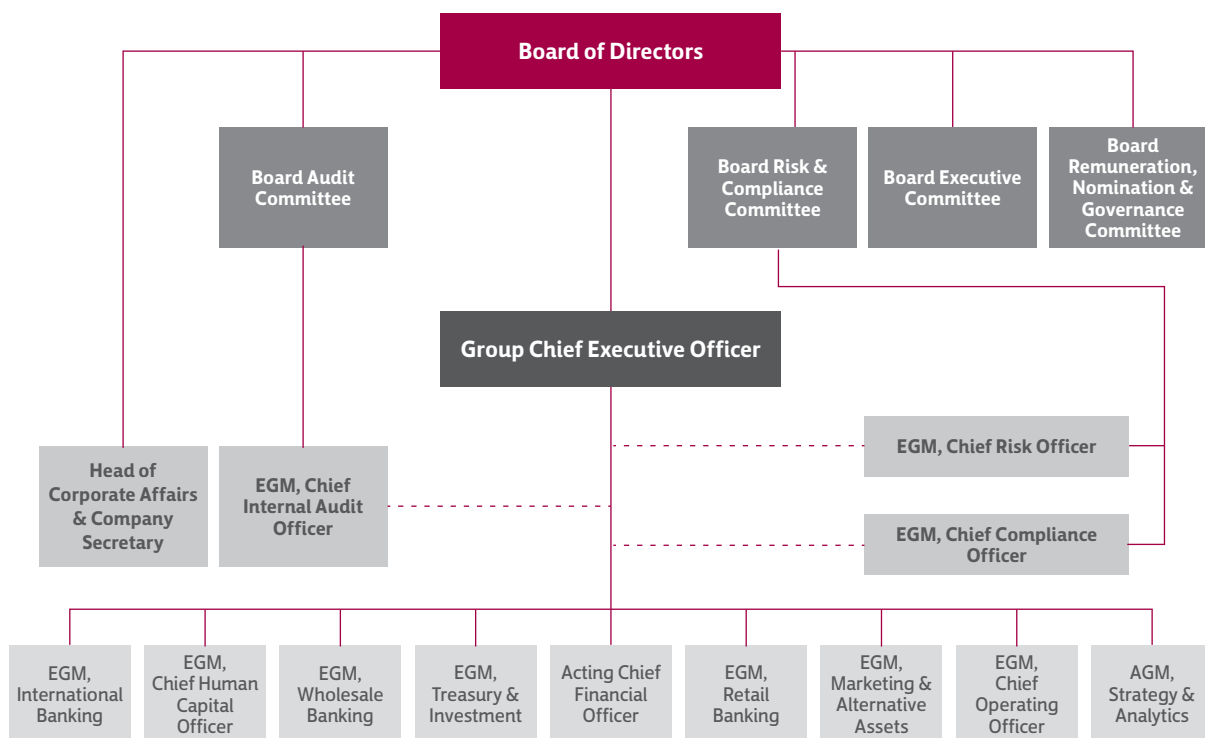 Board of Directors
Board Audit
Committee
Board Risk &
Compliance
Committee
Board Executive
Committee
Board
Remuneration,
Nomination &
Governance
Committee
Group Chief Executive Officer
Head of
Corporate Affairs
& Company
Secretary
EGM, Chief
Internal Audit
Officer
EGM, Chief Risk Officer
EGM, Chief Compliance
Officer
EGM,
International
Banking
EGM,
Chief Human
Capital
Officer
EGM,
Wholesale
Banking
EGM,
Treasury &
Investment
Acting Chief
Financial
Officer
EGM,
Retail
Banking
EGM,
Marketing &
Alternative
Assets
EGM,
Chief
Operating
Officer
AGM,
Strategy &
Analytics